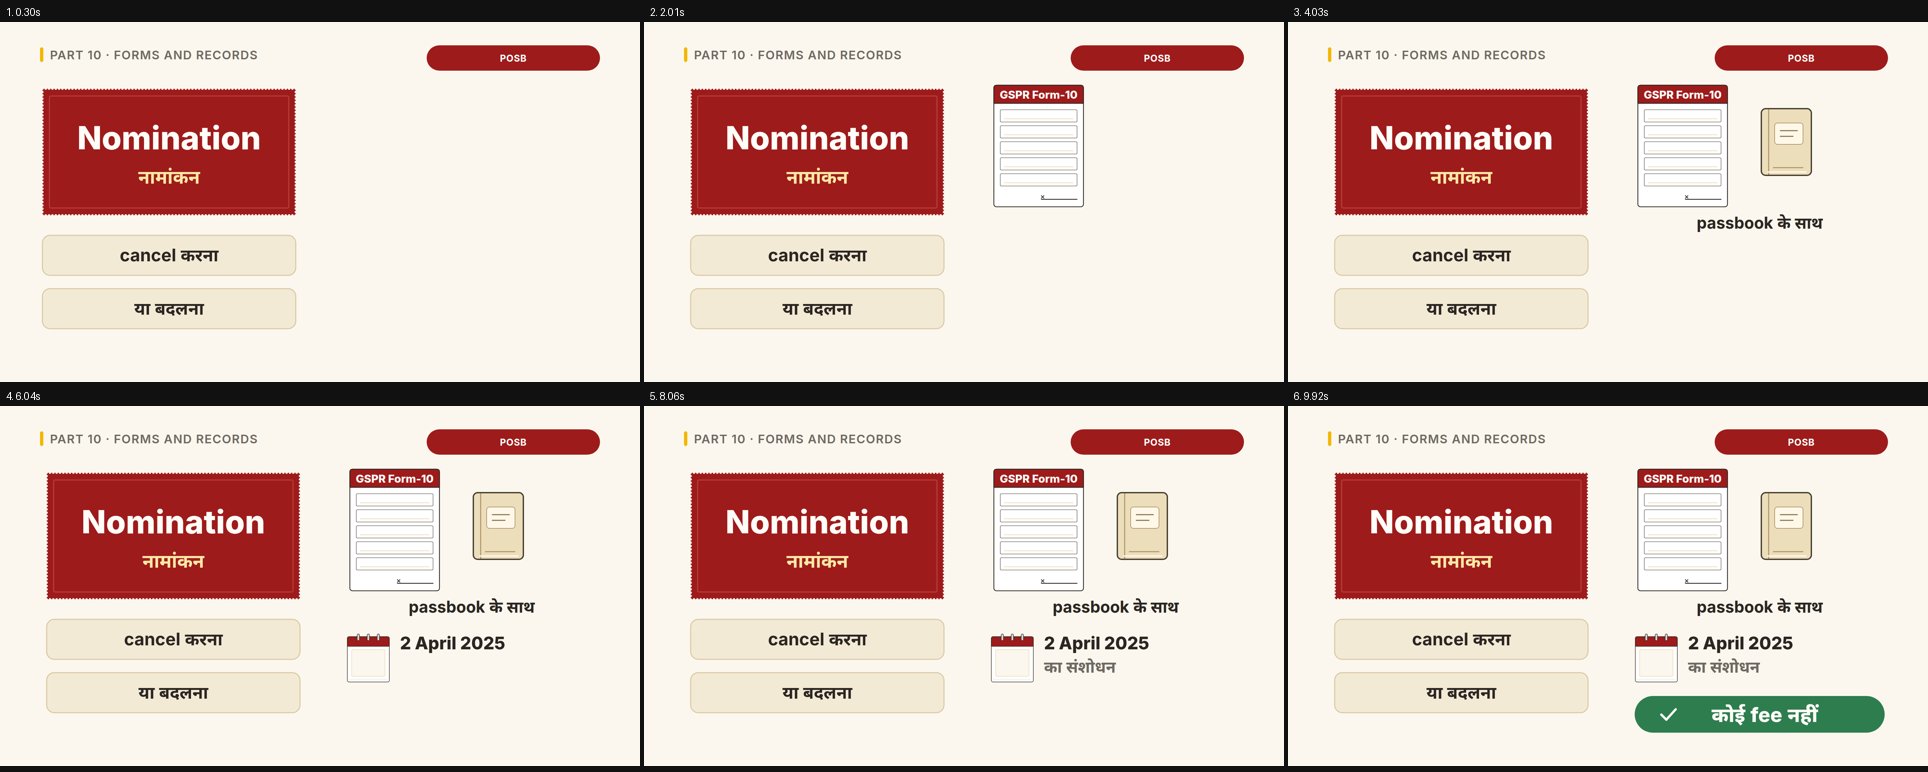 1. 0.30s
PART 10 · FORMS AND RECORDS
POSB
Nomination
नामांकन
cancel करना
या बदलना
2. 2.01s
PART 10 · FORMS AND RECORDS
POSB
Nomination
नामांकन
cancel करना
या बदलना
GSPR Form-10
x
3. 4.03s
PART 10 · FORMS AND RECORDS
POSB
Nomination
नामांकन
cancel करना
या बदलना
GSPR Form-10
x
passbook के साथ
4. 6.04s
PART 10 · FORMS AND RECORDS
POSB
Nomination
नामांकन
cancel करना
या बदलना
GSPR Form-10
x
passbook के साथ
2 April 2025
5. 8.06s
PART 10 · FORMS AND RECORDS
POSB
Nomination
नामांकन
cancel करना
या बदलना
GSPR Form-10
x
passbook के साथ
2 April 2025
का संशोधन
6. 9.92s
PART 10 · FORMS AND RECORDS
POSB
Nomination
नामांकन
cancel करना
या बदलना
GSPR Form-10
x
passbook के साथ
2 April 2025
का संशोधन
कोई fee नहीं